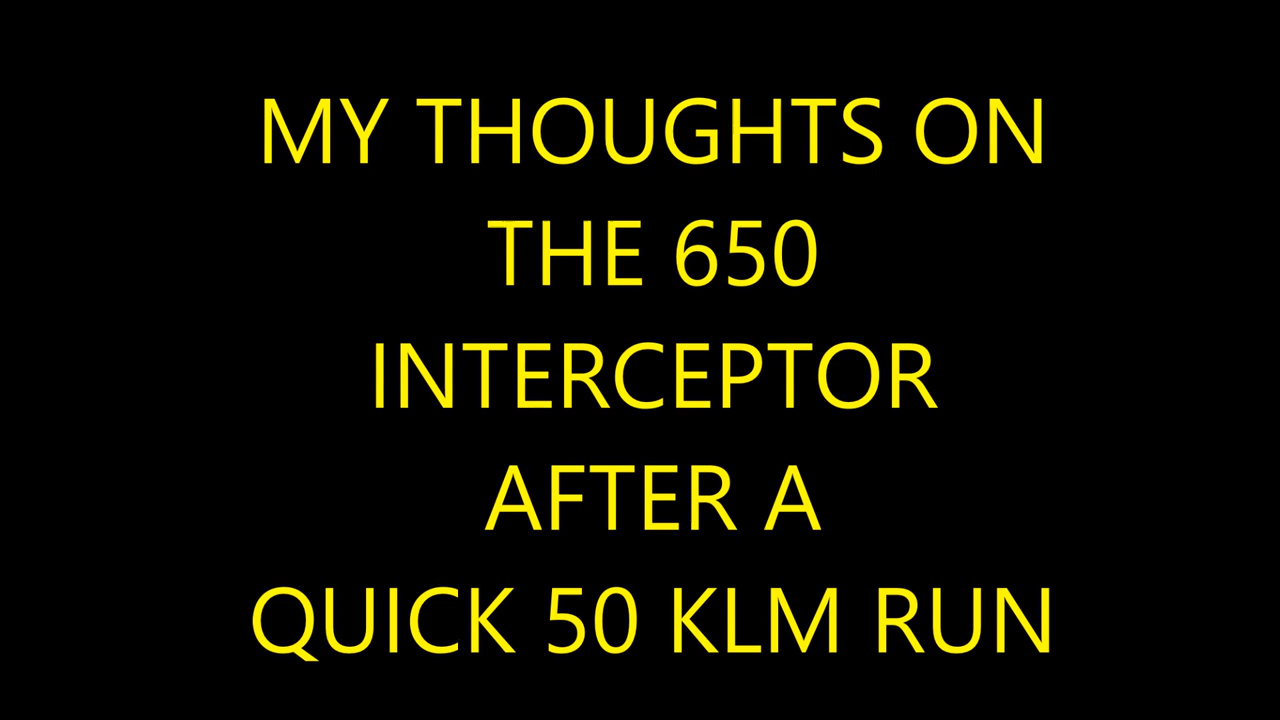 MY THOUGHTS ON
THE 650
INTERCEPTOR
AFTER A
QUICK 50 KLM RUN